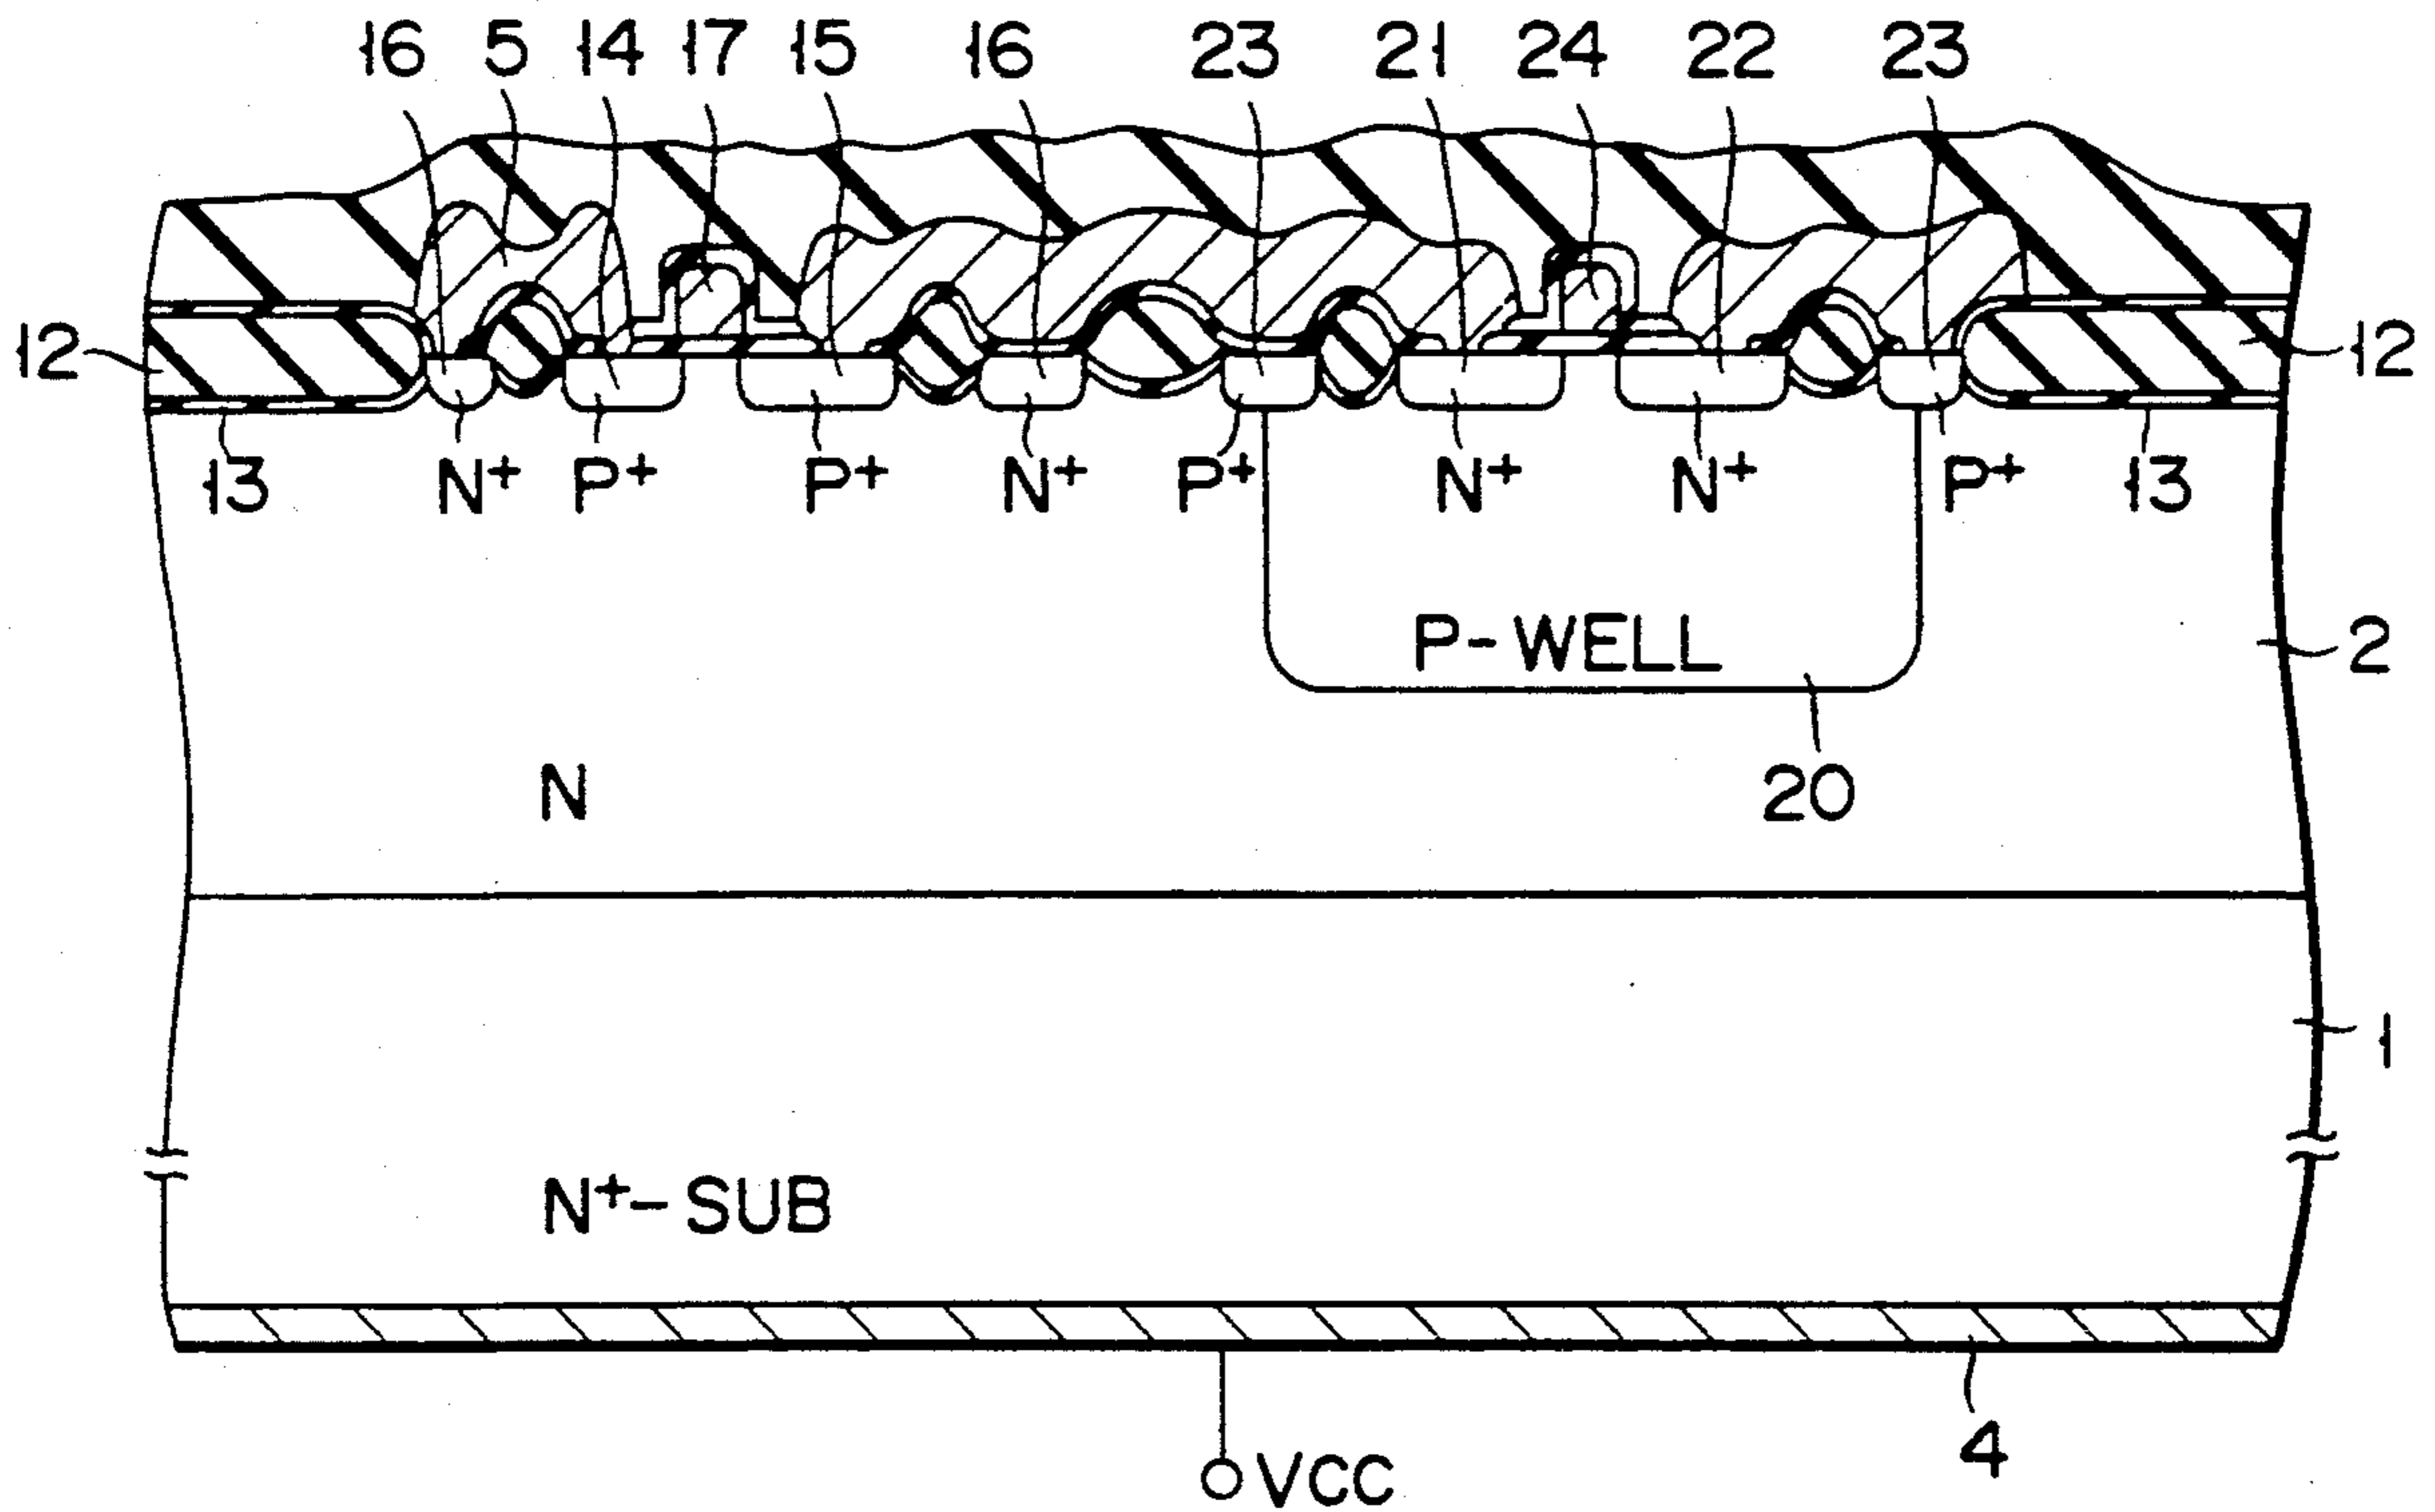 16 5 14 17 15 16 23 21 24 22 23
12 12
13 N+ P+ P+ N+ P+ N+ N+ P+ 13
P-WELL 2
N 20
1
N+-SUB
4
VCC